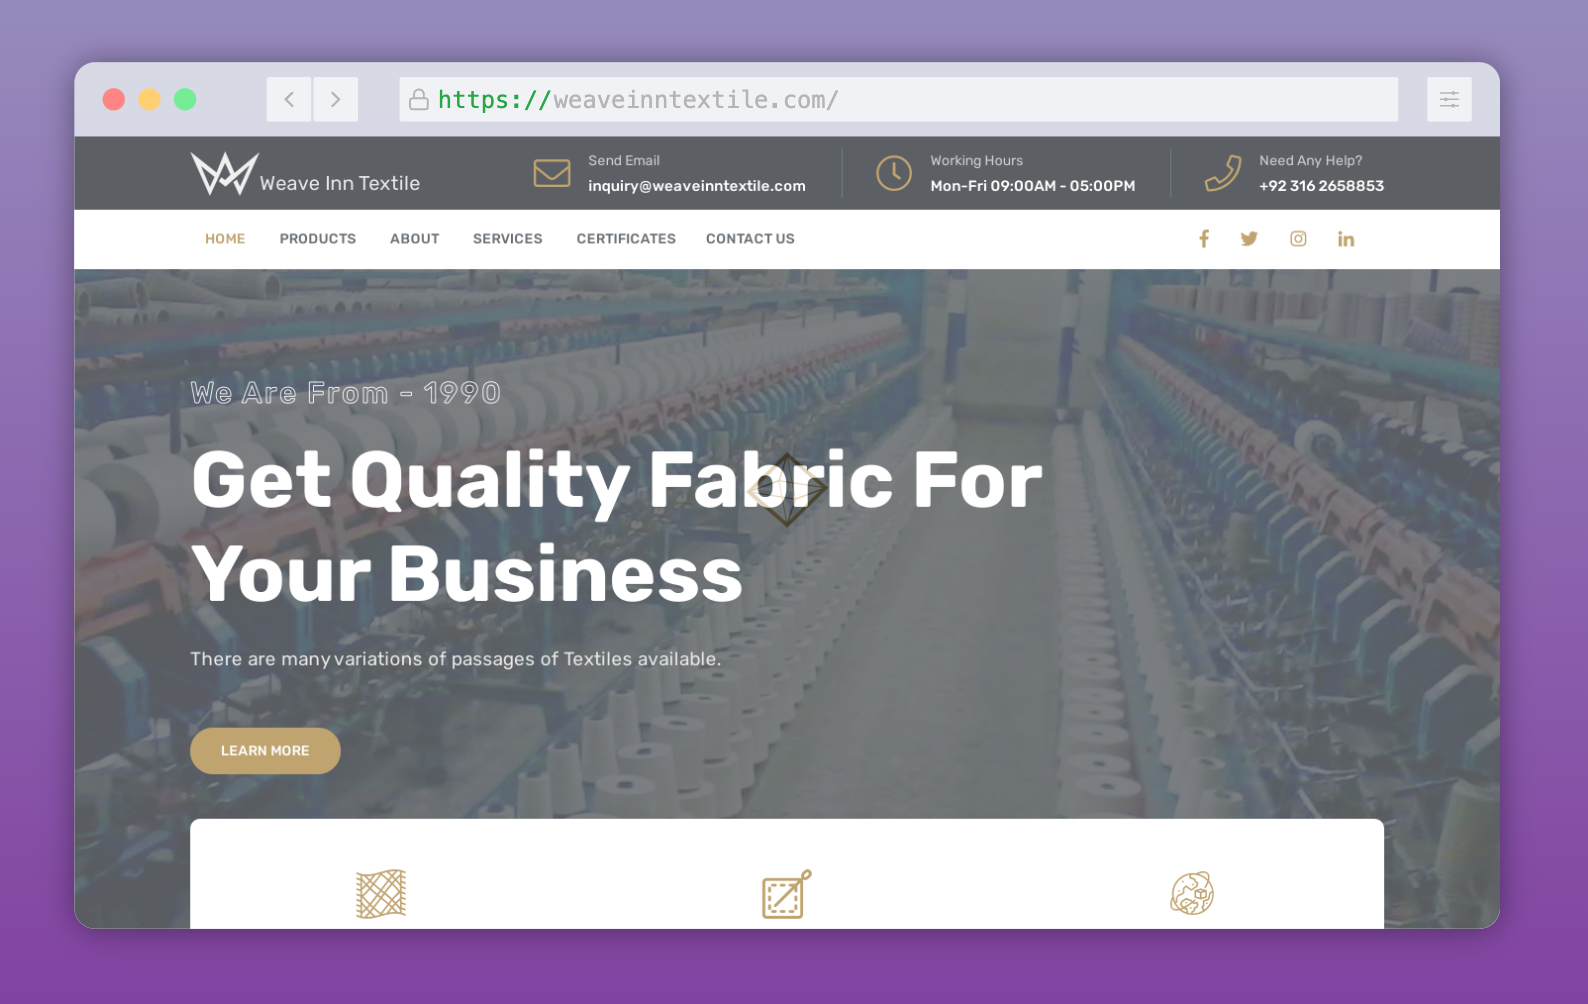 https://weaveinntextile.com/
Weave Inn Textile
Send Email
inquiry@weaveinntextile.com
Working Hours
Mon-Fri 09:00AM - 05:00PM
Need Any Help?
+92 316 2658853
HOME PRODUCTS ABOUT SERVICES CERTIFICATES CONTACT US
We Are From - 1990
Get Quality Fabric For
Your Business
There are many variations of passages of Textiles available.
LEARN MORE